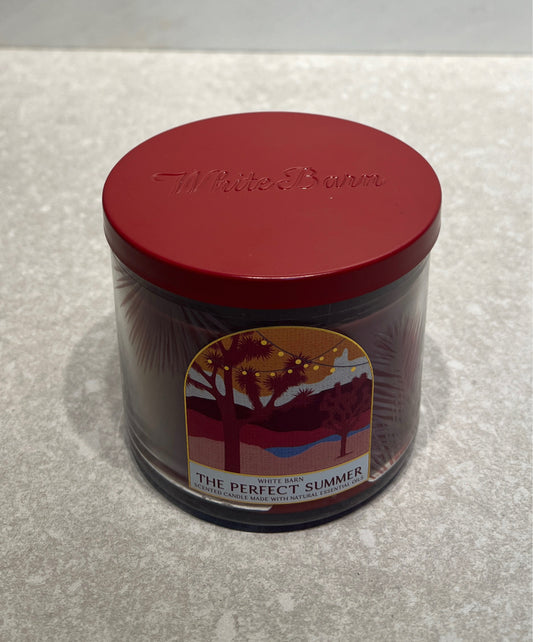 White Barn
WHITE BARN
THE PERFECT SUMMER
SCENTED CANDLE MADE WITH NATURAL ESSENTIAL OILS